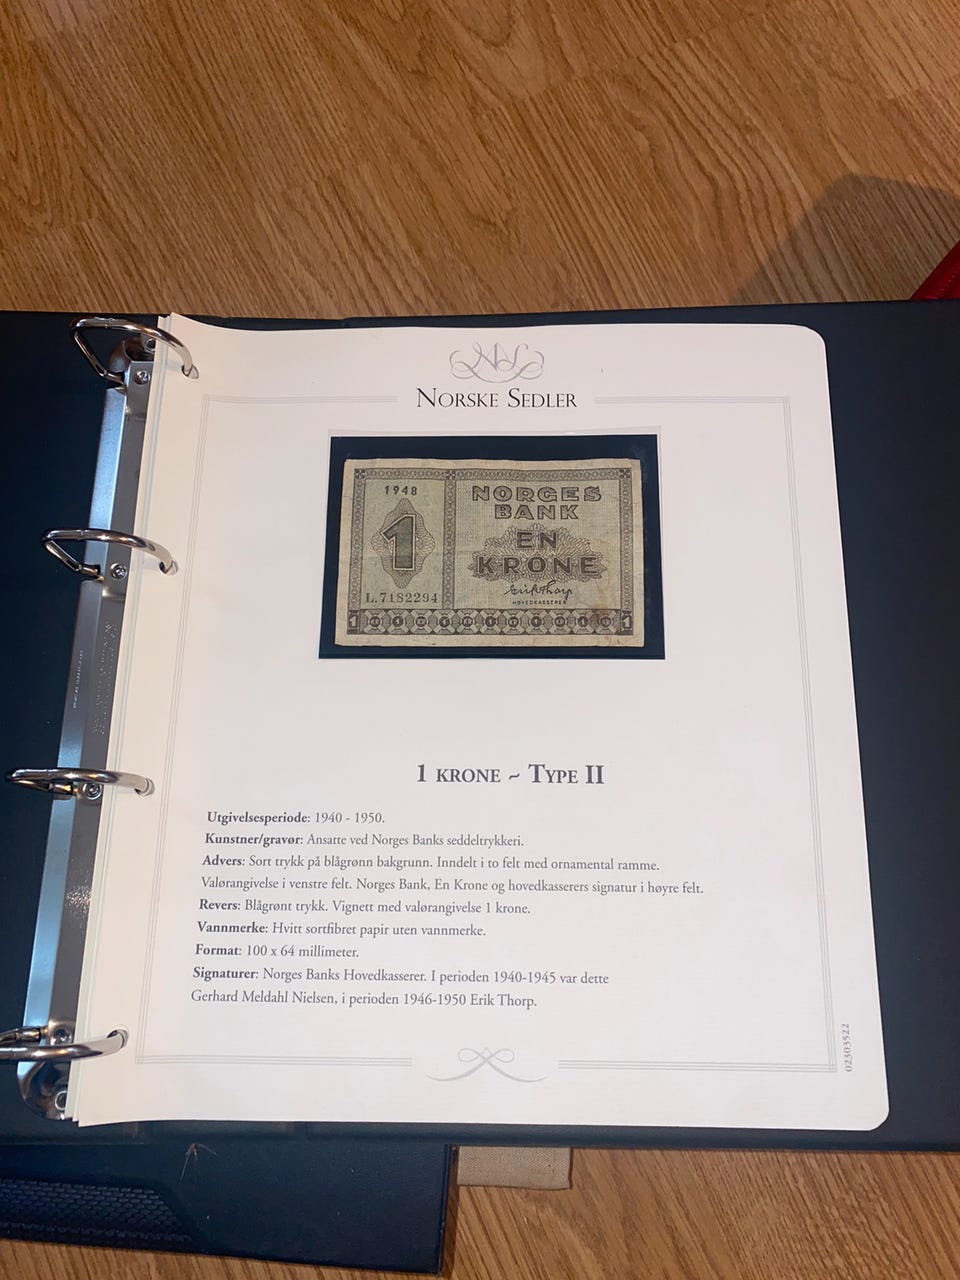 NORSKE SEDLER
1948
1
L.7182294
NORGES
BANK
EN
KRONE
Erik Thorp
HOVEDKASSERER
1
1
1 KRONE ~ TYPE II
Utgivelsesperiode: 1940 - 1950.
Kunstner/gravør: Ansatte ved Norges Banks seddeltrykkeri.
Advers: Sort trykk på blågrønn bakgrunn. Inndelt i to felt med ornamental ramme.
Valørangivelse i venstre felt. Norges Bank, En Krone og hovedkasserers signatur i høyre felt.
Revers: Blågrønt trykk. Vignett med valørangivelse 1 krone.
Vannmerke: Hvitt sortfibret papir uten vannmerke.
Format: 100 x 64 millimeter.
Signaturer: Norges Banks Hovedkasserer. I perioden 1940-1945 var dette
Gerhard Meldahl Nielsen, i perioden 1946-1950 Erik Thorp.
02303522